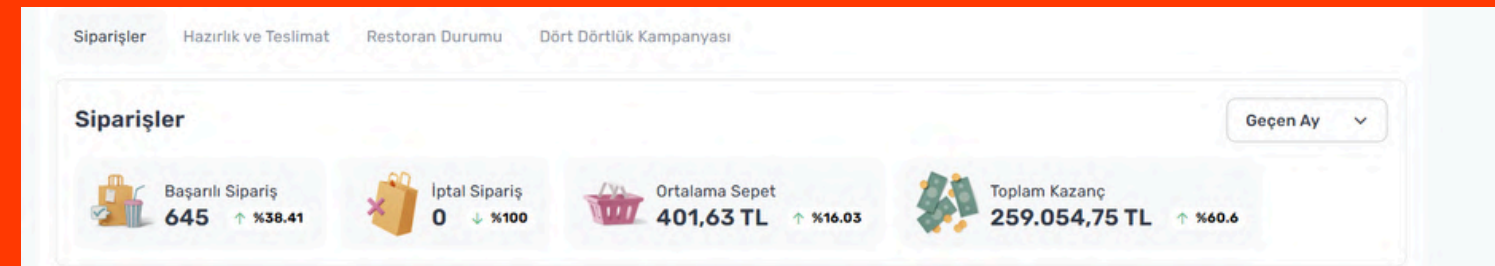 Siparişler Hazırlık ve Teslimat Restoran Durumu Dört Dörtlük Kampanyası
Siparişler
Geçen Ay
Başarılı Sipariş
645 ↑ %38.41
İptal Sipariş
0 ↓ %100
Ortalama Sepet
401,63 TL ↑ %16.03
Toplam Kazanç
259.054,75 TL ↑ %60.6